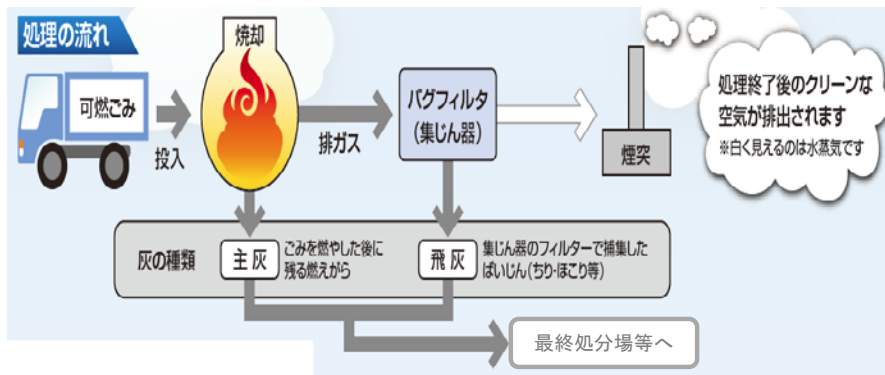 処理の流れ
可燃ごみ
投入
焼却
排ガス
バグフィルタ
(集じん器)
煙突
処理終了後のクリーンな
空気が排出されます
※白く見えるのは水蒸気です
灰の種類
主灰
ごみを燃やした後に
残る燃えがら
飛灰
集じん器のフィルターで捕集した
ばいじん(ちり・ほこり等)
最終処分場等へ